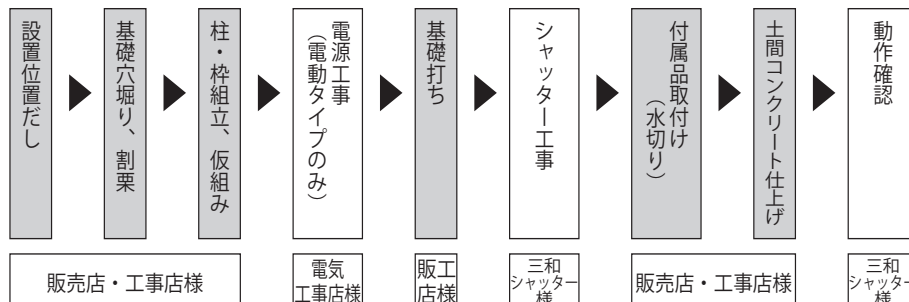 設置位置だし
基礎穴堀り、割栗
柱・枠組立、仮組み
電源工事
(電動タイプのみ)
基礎打ち
シャッター工事
付属品取付け
(水切り)
土間コンクリート仕上げ
動作確認
販売店・工事店様
電気
工事店様
販工
店様
三和
シャッター
様
販売店・工事店様
三和
シャッター
様